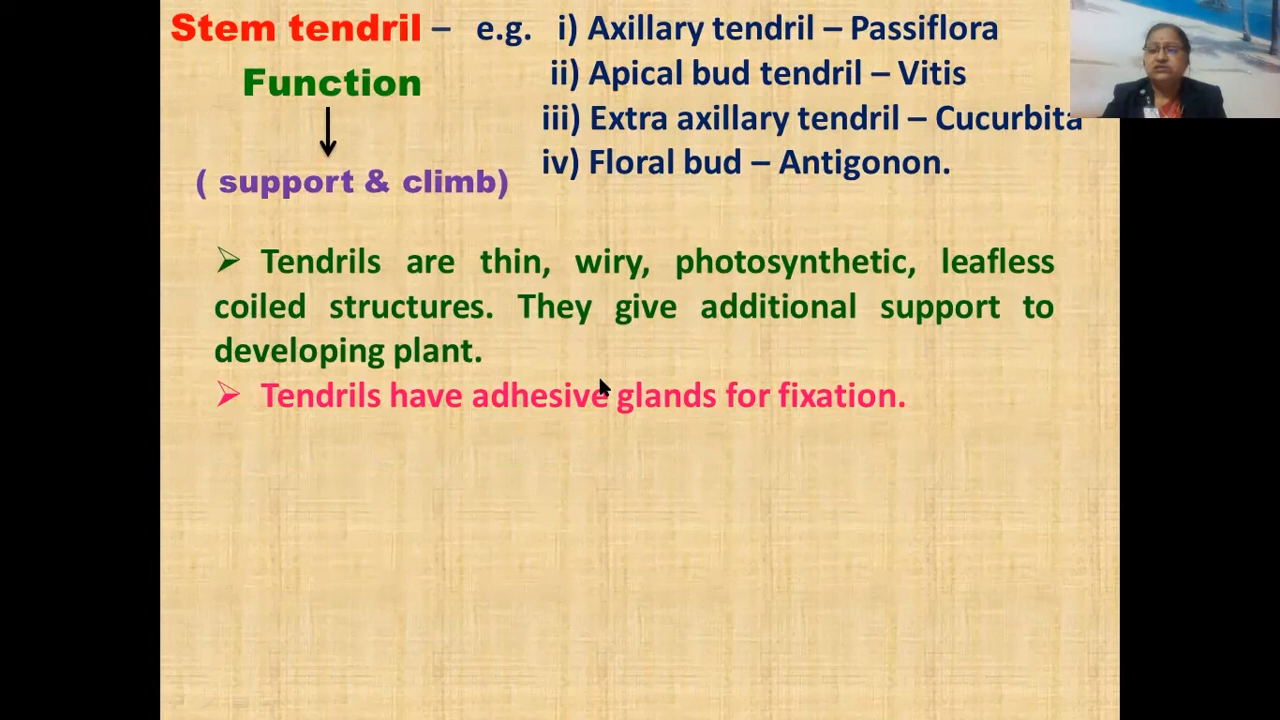 Stem tendril – e.g. i) Axillary tendril – Passiflora
Function
ii) Apical bud tendril – Vitis
iii) Extra axillary tendril – Cucurbita
iv) Floral bud – Antigonon.
( support & climb)
➢ Tendrils are thin, wiry, photosynthetic, leafless
coiled structures. They give additional support to
developing plant.
➢ Tendrils have adhesive glands for fixation.